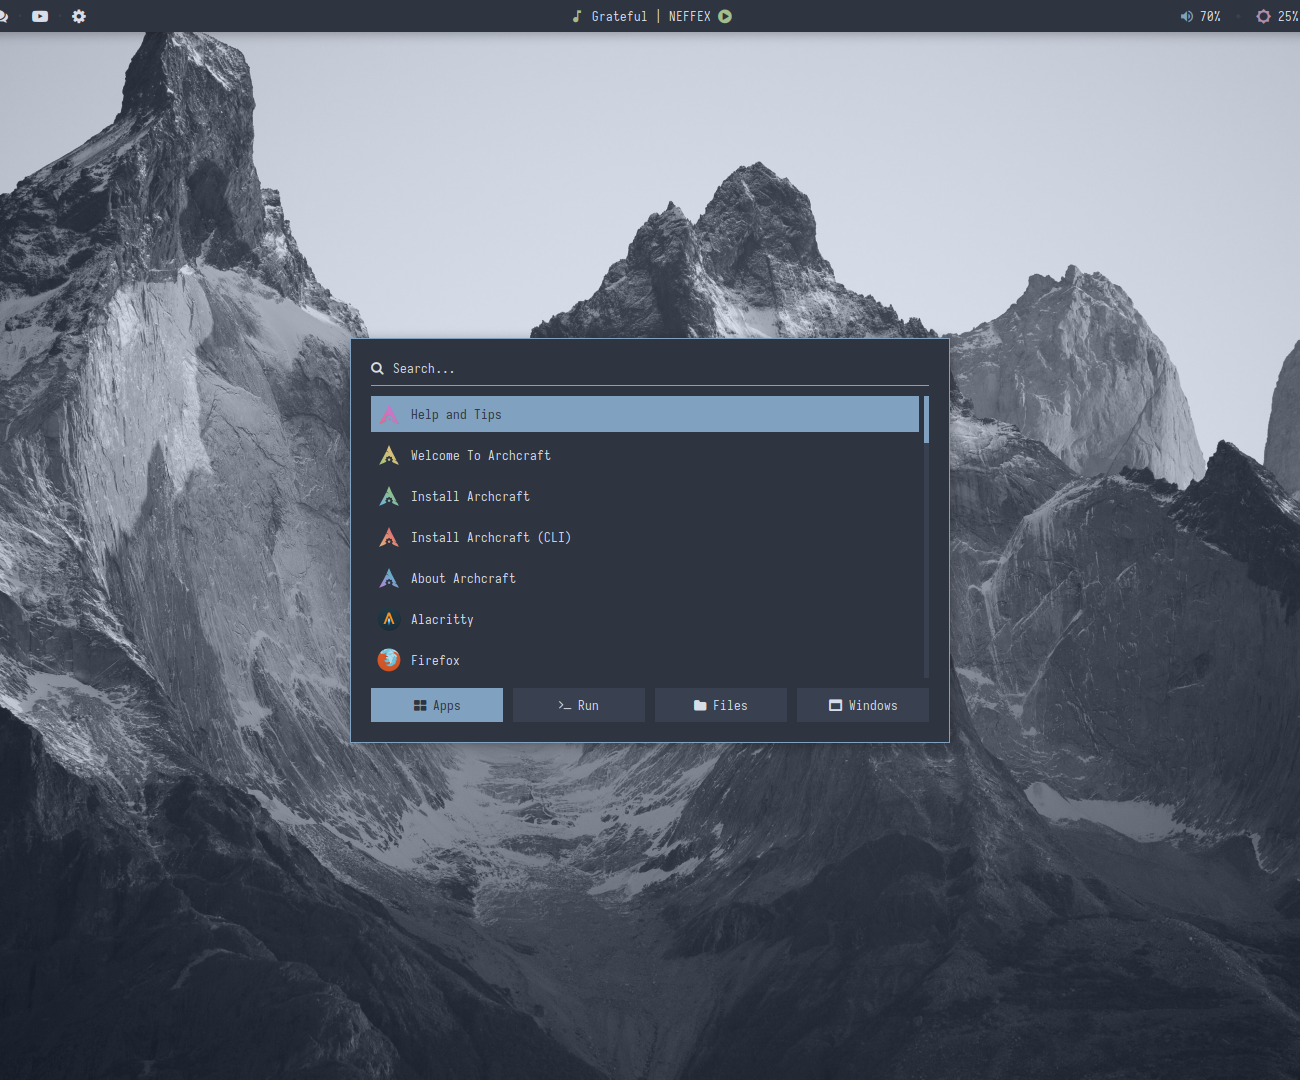 Grateful | NEFFEX
70%
25%
Search...
Help and Tips
Welcome To Archcraft
Install Archcraft
Install Archcraft (CLI)
About Archcraft
Alacritty
Firefox
Apps
Run
Files
Windows